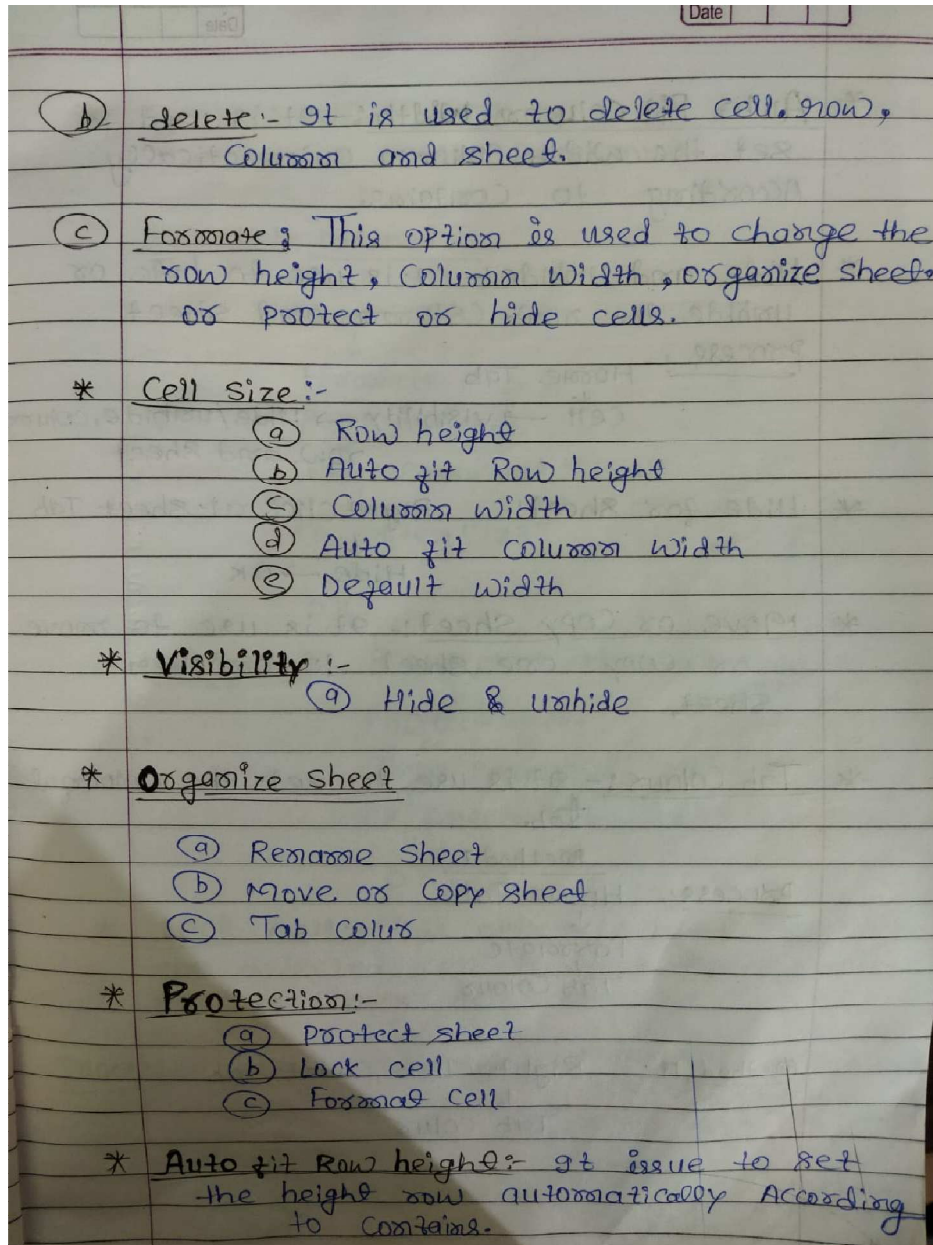 Date
(b) delete :- It is used to delete cell. row,
Column and sheet.
(c) Formate : This option is used to change the
row height, Column width, organize sheet.
or protect or hide cells.
* Cell size :-
(a) Row height
(b) Auto fit Row height
(c) Column width
(d) Auto fit column width
(e) Default width
* Visibility :-
(a) Hide & unhide
* Organize sheet
(a) Rename sheet
(b) Move or Copy sheet
(c) Tab colur
* Protection :-
(a) Protect sheet
(b) Lock cell
(c) Format cell
* Auto fit Row height :- It issue to set
the height row automatically According
to Contains.